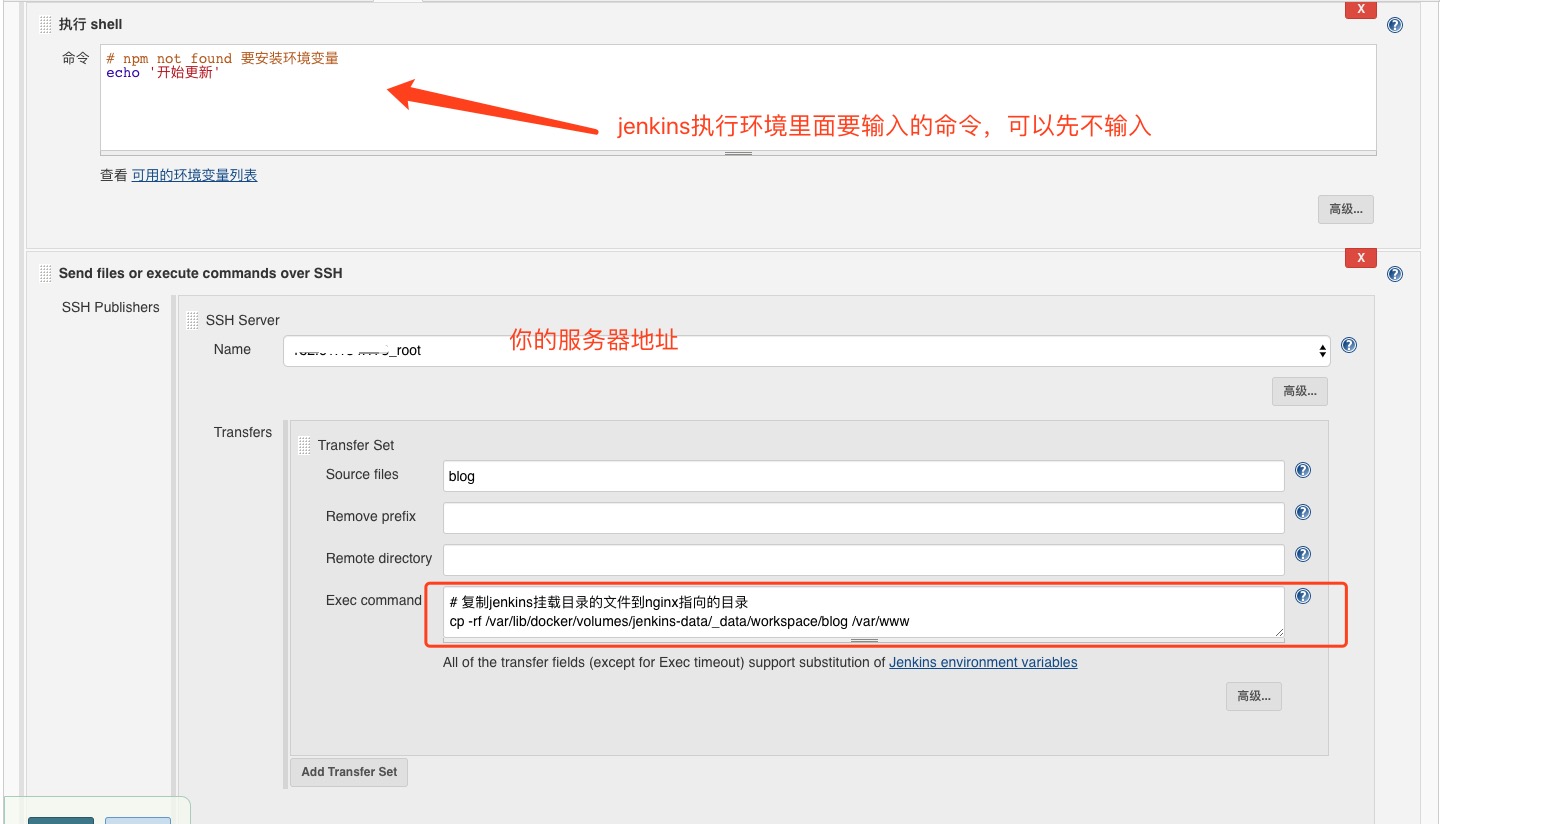 X
执行 shell
命令
# npm not found 要安装环境变量
echo '开始更新'
jenkins执行环境里面要输入的命令，可以先不输入
查看 可用的环境变量列表
高级...
X
Send files or execute commands over SSH
SSH Publishers
SSH Server
你的服务器地址
Name
_root
高级...
Transfers
Transfer Set
Source files
blog
Remove prefix
Remote directory
Exec command
# 复制jenkins挂载目录的文件到nginx指向的目录
cp -rf /var/lib/docker/volumes/jenkins-data/_data/workspace/blog /var/www
All of the transfer fields (except for Exec timeout) support substitution of Jenkins environment variables
高级...
Add Transfer Set